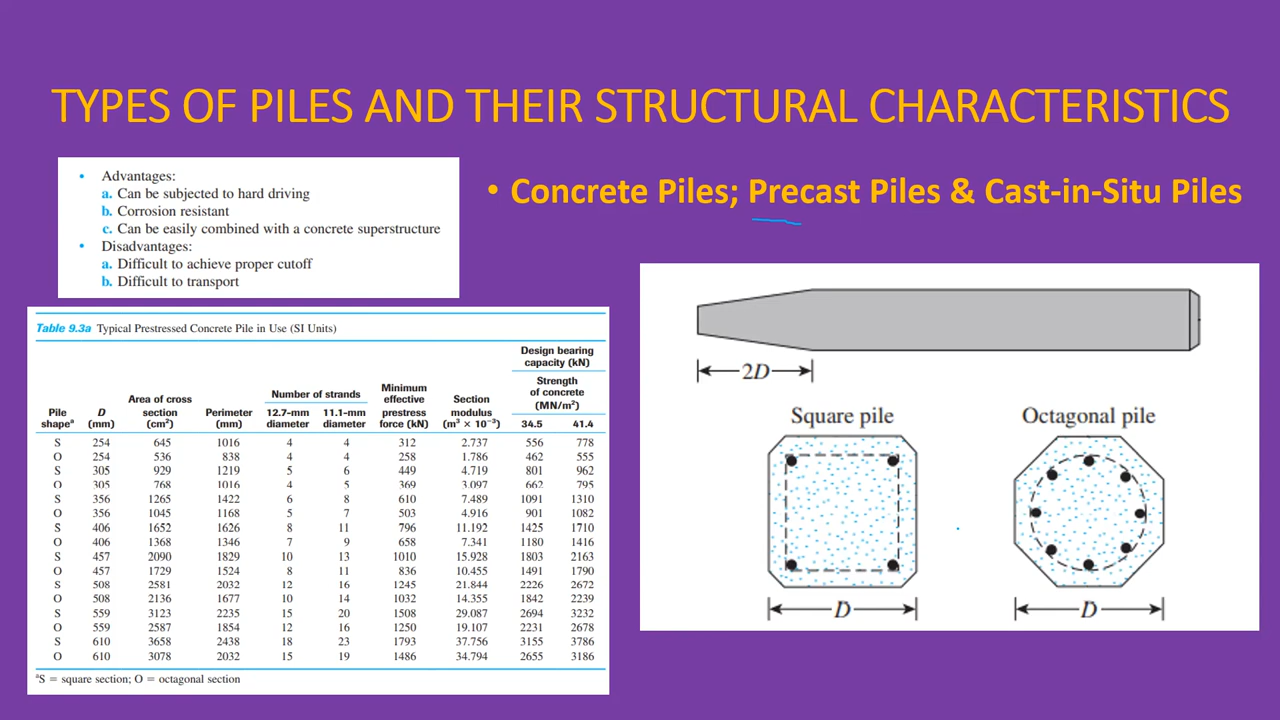 TYPES OF PILES AND THEIR STRUCTURAL CHARACTERISTICS
• Advantages:
a. Can be subjected to hard driving
b. Corrosion resistant
c. Can be easily combined with a concrete superstructure
• Disadvantages:
a. Difficult to achieve proper cutoff
b. Difficult to transport
• Concrete Piles; Precast Piles & Cast-in-Situ Piles
Table 9.3a Typical Prestressed Concrete Pile in Use (SI Units)
Design bearing
capacity (kN)
Strength
of concrete
(MN/m²)
Number of strands
Pile shapeª D (mm) Area of cross section (cm²) Perimeter (mm) 12.7-mm diameter 11.1-mm diameter Minimum effective prestress force (kN) Section modulus (m³ × 10⁻³) 34.5 41.4
S 254 645 1016 4 4 312 2.737 556 778
O 254 536 838 4 4 258 1.786 462 555
S 305 929 1219 5 6 449 4.719 801 962
O 305 768 1016 4 5 369 3.097 662 795
S 356 1265 1422 6 8 610 7.489 1091 1310
O 356 1045 1168 5 7 503 4.916 901 1082
S 406 1652 1626 8 11 796 11.192 1425 1710
O 406 1368 1346 7 9 658 7.341 1180 1416
S 457 2090 1829 10 13 1010 15.928 1803 2163
O 457 1729 1524 8 11 836 10.455 1491 1790
S 508 2581 2032 12 16 1245 21.844 2226 2672
O 508 2136 1677 10 14 1032 14.355 1842 2239
S 559 3123 2235 15 20 1508 29.087 2694 3232
O 559 2587 1854 12 16 1250 19.107 2231 2678
S 610 3658 2438 18 23 1793 37.756 3155 3786
O 610 3078 2032 15 19 1486 34.794 2655 3186
ªS = square section; O = octagonal section
2D
Square pile
Octagonal pile
D
D